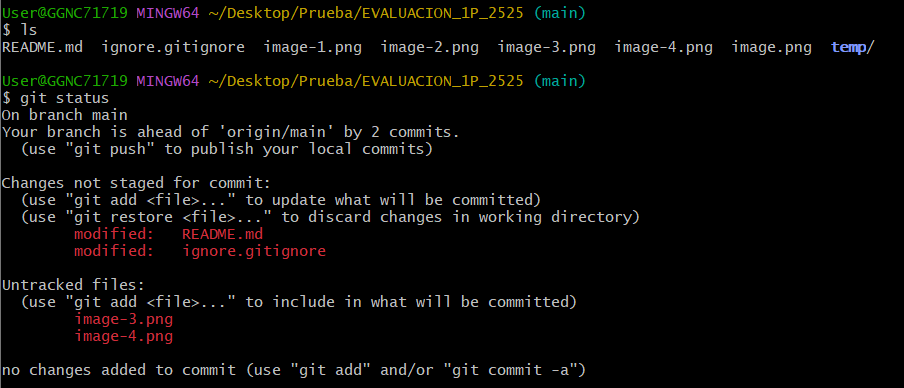 User@GGNC71719 MINGW64 ~/Desktop/Prueba/EVALUACION_1P_2525 (main)
$ ls
README.md  ignore.gitignore  image-1.png  image-2.png  image-3.png  image-4.png  image.png  temp/

User@GGNC71719 MINGW64 ~/Desktop/Prueba/EVALUACION_1P_2525 (main)
$ git status
On branch main
Your branch is ahead of 'origin/main' by 2 commits.
  (use "git push" to publish your local commits)

Changes not staged for commit:
  (use "git add <file>..." to update what will be committed)
  (use "git restore <file>..." to discard changes in working directory)
        modified:   README.md
        modified:   ignore.gitignore

Untracked files:
  (use "git add <file>..." to include in what will be committed)
        image-3.png
        image-4.png

no changes added to commit (use "git add" and/or "git commit -a")